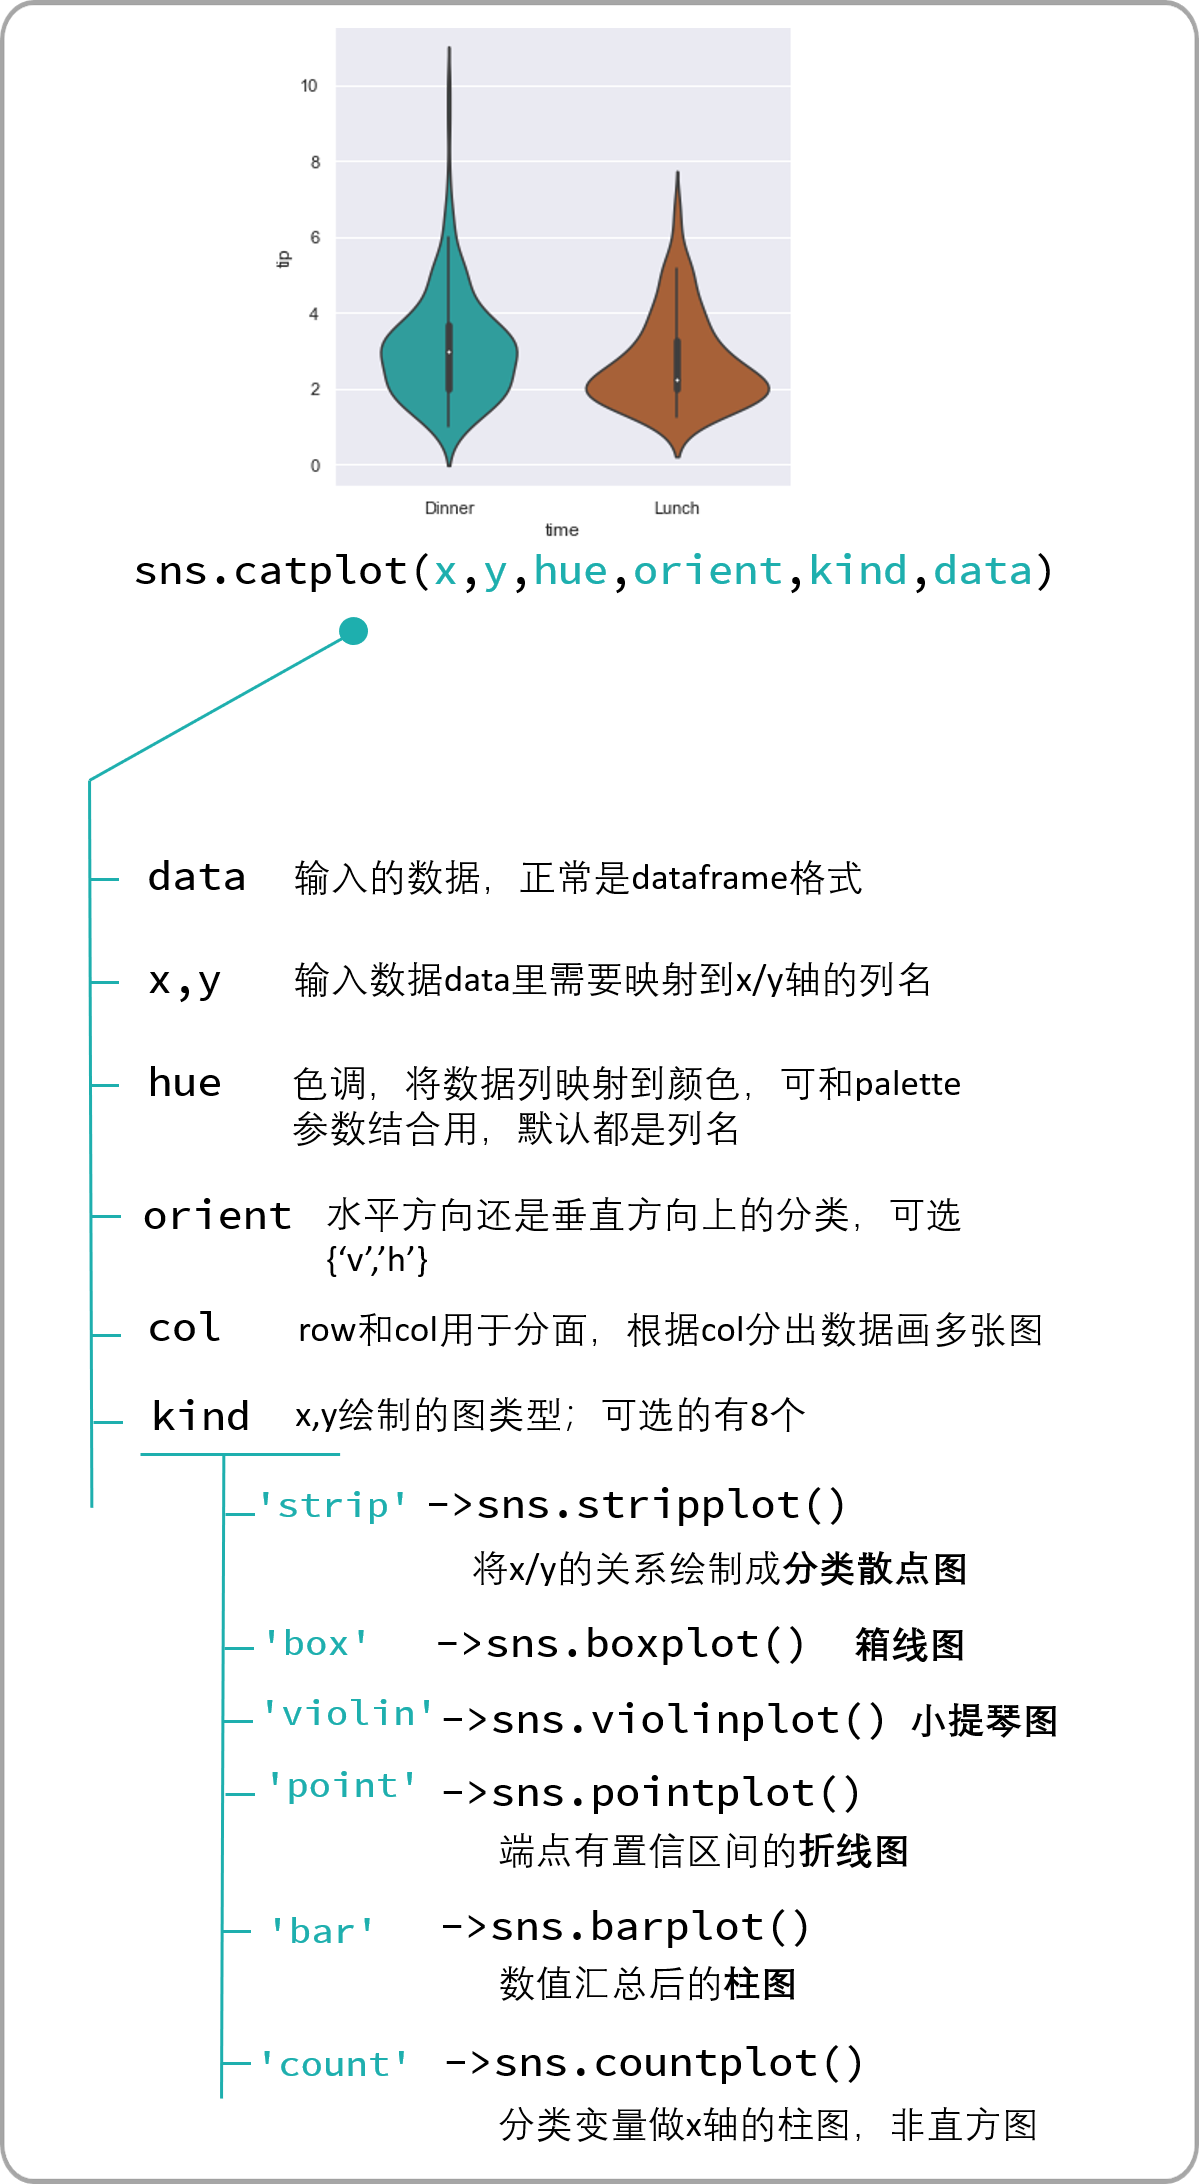 10
8
6
4
2
0
tip
Dinner Lunch
time
sns.catplot(x,y,hue,orient,kind,data)
data 输入的数据，正常是dataframe格式
x,y 输入数据data里需要映射到x/y轴的列名
hue 色调，将数据列映射到颜色，可和palette
参数结合用，默认都是列名
orient 水平方向还是垂直方向上的分类，可选
{‘v’,’h’}
col row和col用于分面，根据col分出数据画多张图
kind x,y绘制的图类型；可选的有8个
'strip' ->sns.stripplot()
将x/y的关系绘制成分类散点图
'box' ->sns.boxplot() 箱线图
'violin' ->sns.violinplot() 小提琴图
'point' ->sns.pointplot()
端点有置信区间的折线图
'bar' ->sns.barplot()
数值汇总后的柱图
'count' ->sns.countplot()
分类变量做x轴的柱图，非直方图